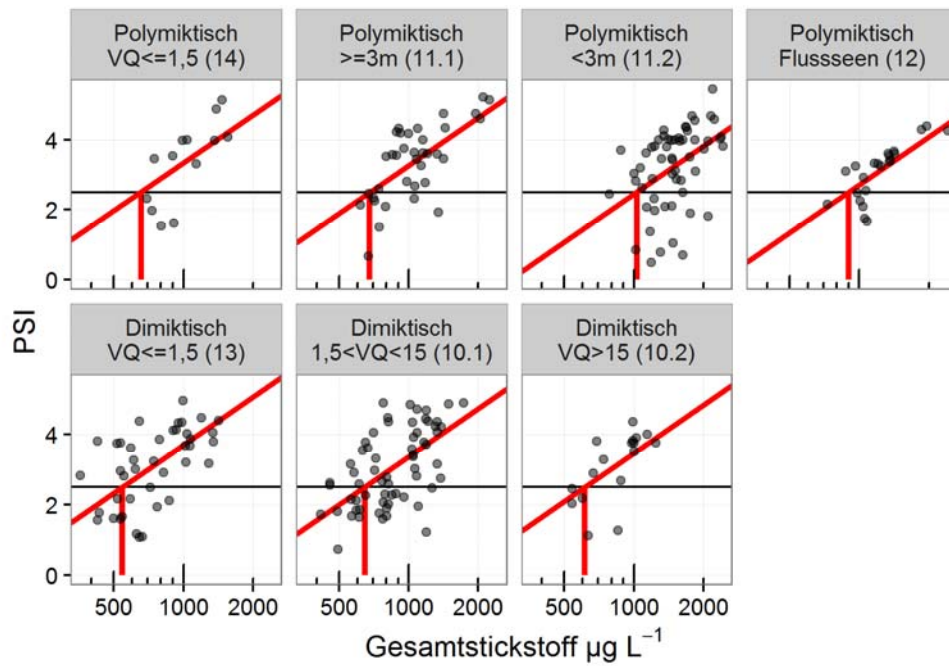 Polymiktisch
VQ<=1,5 (14)
Polymiktisch
>=3m (11.1)
Polymiktisch
<3m (11.2)
Polymiktisch
Flussseen (12)
4
2
0
Dimiktisch
VQ<=1,5 (13)
Dimiktisch
1,5<VQ<15 (10.1)
Dimiktisch
VQ>15 (10.2)
4
2
0
PSI
500 1000 2000
500 1000 2000
500 1000 2000
Gesamtstickstoff µg L⁻¹